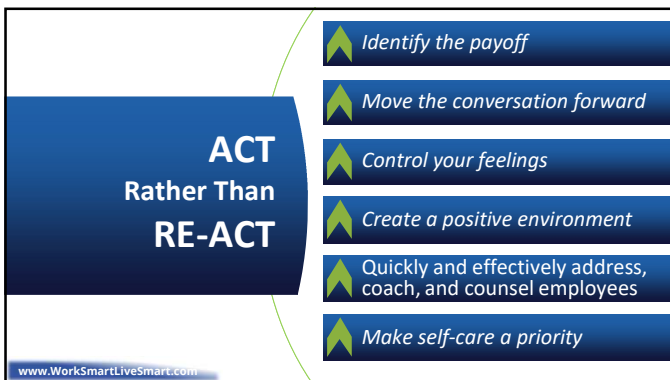 ACT
Rather Than
RE-ACT
Identify the payoff
Move the conversation forward
Control your feelings
Create a positive environment
Quickly and effectively address,
coach, and counsel employees
Make self-care a priority
www.WorkSmartLiveSmart.com